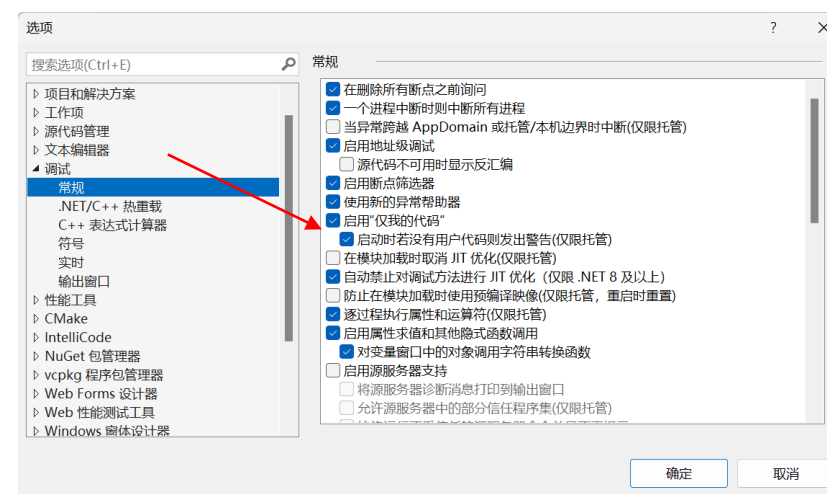 选项
?
搜索选项(Ctrl+E)
项目和解决方案
工作项
源代码管理
文本编辑器
调试
常规
.NET/C++ 热重载
C++ 表达式计算器
符号
实时
输出窗口
性能工具
CMake
IntelliCode
NuGet 包管理器
vcpkg 程序包管理器
Web Forms 设计器
Web 性能测试工具
Windows 窗体设计器
常规
在删除所有断点之前询问
一个进程中断时则中断所有进程
当异常跨越 AppDomain 或托管/本机边界时中断(仅限托管)
启用地址级调试
源代码不可用时显示反汇编
启用断点筛选器
使用新的异常帮助器
启用“仅我的代码”
启动时若没有用户代码则发出警告(仅限托管)
在模块加载时取消 JIT 优化(仅限托管)
自动禁止对调试方法进行 JIT 优化（仅限 .NET 8 及以上）
防止在模块加载时使用预编译映像(仅限托管，重启时重置)
逐过程执行属性和运算符(仅限托管)
启用属性求值和其他隐式函数调用
对变量窗口中的对象调用字符串转换函数
启用源服务器支持
将源服务器诊断消息打印到输出窗口
允许源服务器中的部分信任程序集(仅限托管)
确定
取消